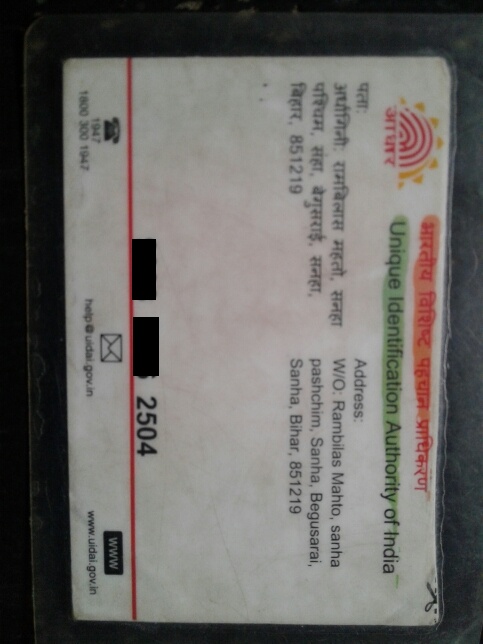 भारतीय विशिष्ट पहचान प्राधिकरण
Unique Identification Authority of India
आधार
पता:
अर्धांगिनी: रामबिलास महतो, सनहा
पश्चिम, संहा, बेगुसराई, सनहा,
बिहार, 851219
Address:
W/O: Rambilas Mahto, sanha
pashchim, Sanha, Begusarai,
Sanha, Bihar, 851219
2504
1947
1800 300 1947
help@uidai.gov.in
www
www.uidai.gov.in